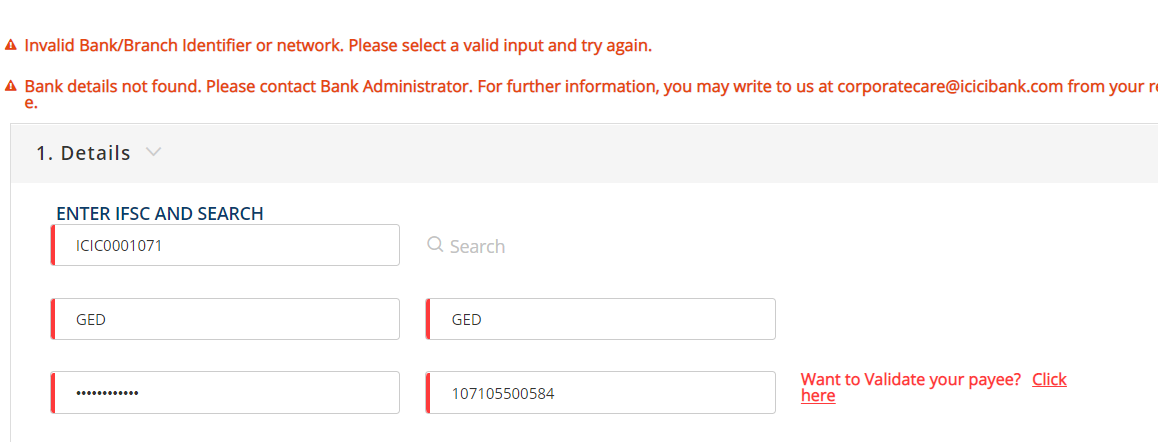 Invalid Bank/Branch Identifier or network. Please select a valid input and try again.
Bank details not found. Please contact Bank Administrator. For further information, you may write to us at corporatecare@icicibank.com from your re
e.
1. Details
ENTER IFSC AND SEARCH
ICIC0001071
Search
GED
GED
••••••••••••
107105500584
Want to Validate your payee? Click
here